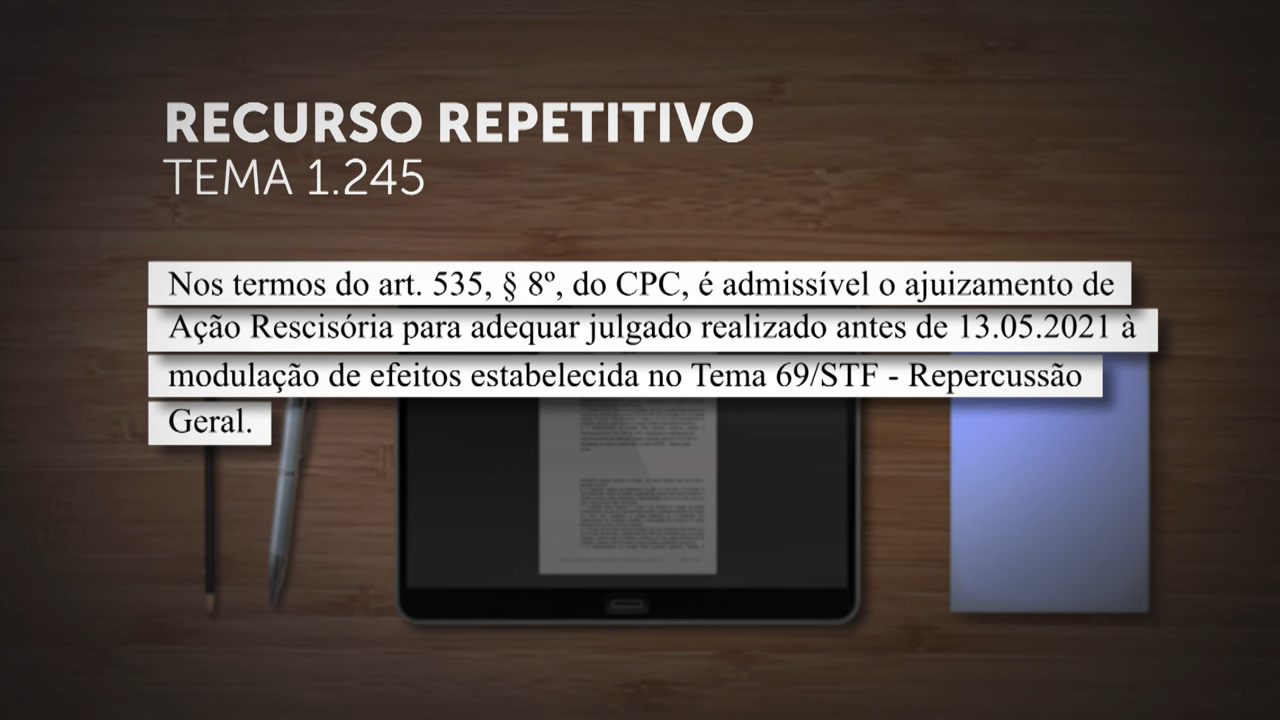 RECURSO REPETITIVO
TEMA 1.245
Nos termos do art. 535, § 8º, do CPC, é admissível o ajuizamento de
Ação Rescisória para adequar julgado realizado antes de 13.05.2021 à
modulação de efeitos estabelecida no Tema 69/STF - Repercussão
Geral.